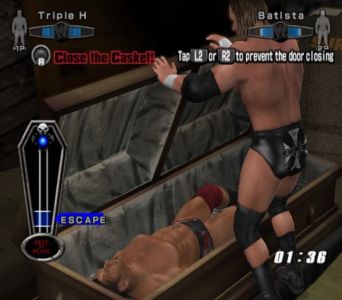 Triple H
Batista
1P
2P
R
Close the Casket!
Tap L2 or R2 to prevent the door closing
ESCAPE
REST IN PEACE
01:36